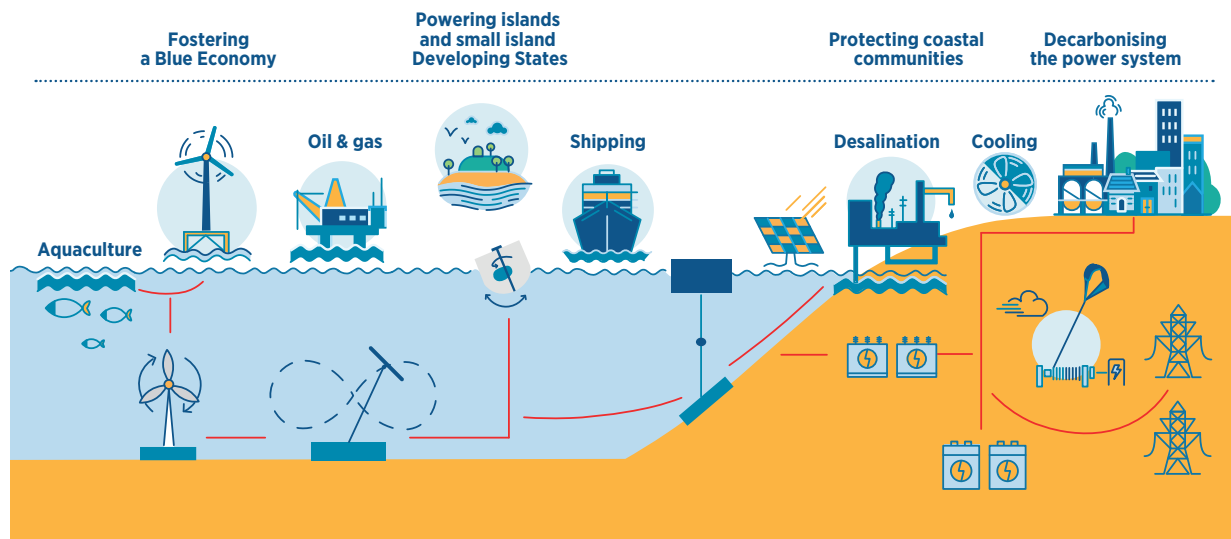 Fostering
a Blue Economy
Powering islands
and small island
Developing States
Protecting coastal
communities
Decarbonising
the power system
Oil & gas
Shipping
Desalination
Cooling
Aquaculture